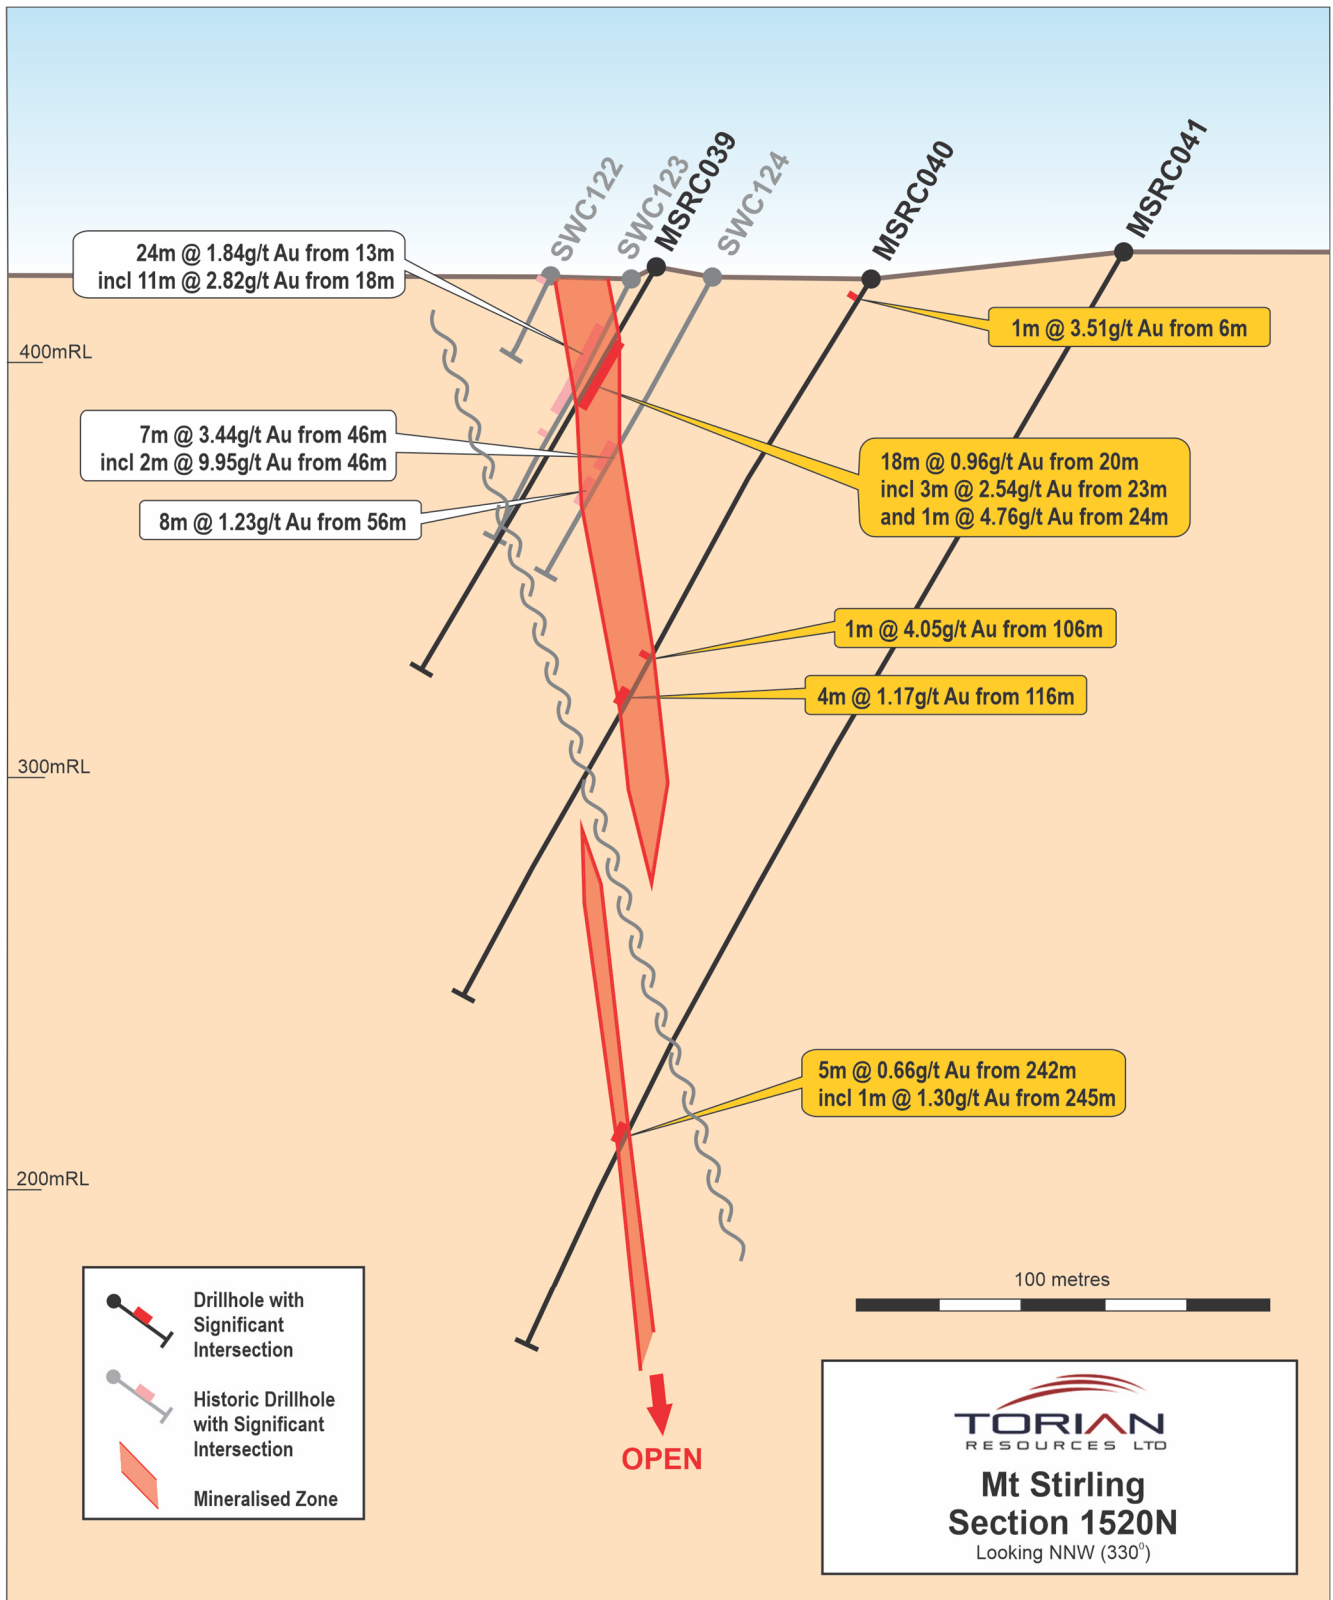 SWC122
SWC123
MSRC039
SWC124
MSRC040
MSRC041
24m @ 1.84g/t Au from 13m
incl 11m @ 2.82g/t Au from 18m
1m @ 3.51g/t Au from 6m
400mRL
7m @ 3.44g/t Au from 46m
incl 2m @ 9.95g/t Au from 46m
18m @ 0.96g/t Au from 20m
incl 3m @ 2.54g/t Au from 23m
and 1m @ 4.76g/t Au from 24m
8m @ 1.23g/t Au from 56m
1m @ 4.05g/t Au from 106m
4m @ 1.17g/t Au from 116m
300mRL
5m @ 0.66g/t Au from 242m
incl 1m @ 1.30g/t Au from 245m
200mRL
Drillhole with
Significant
Intersection
Historic Drillhole
with Significant
Intersection
Mineralised Zone
OPEN
100 metres
TORIAN
RESOURCES LTD
Mt Stirling
Section 1520N
Looking NNW (330⁰)